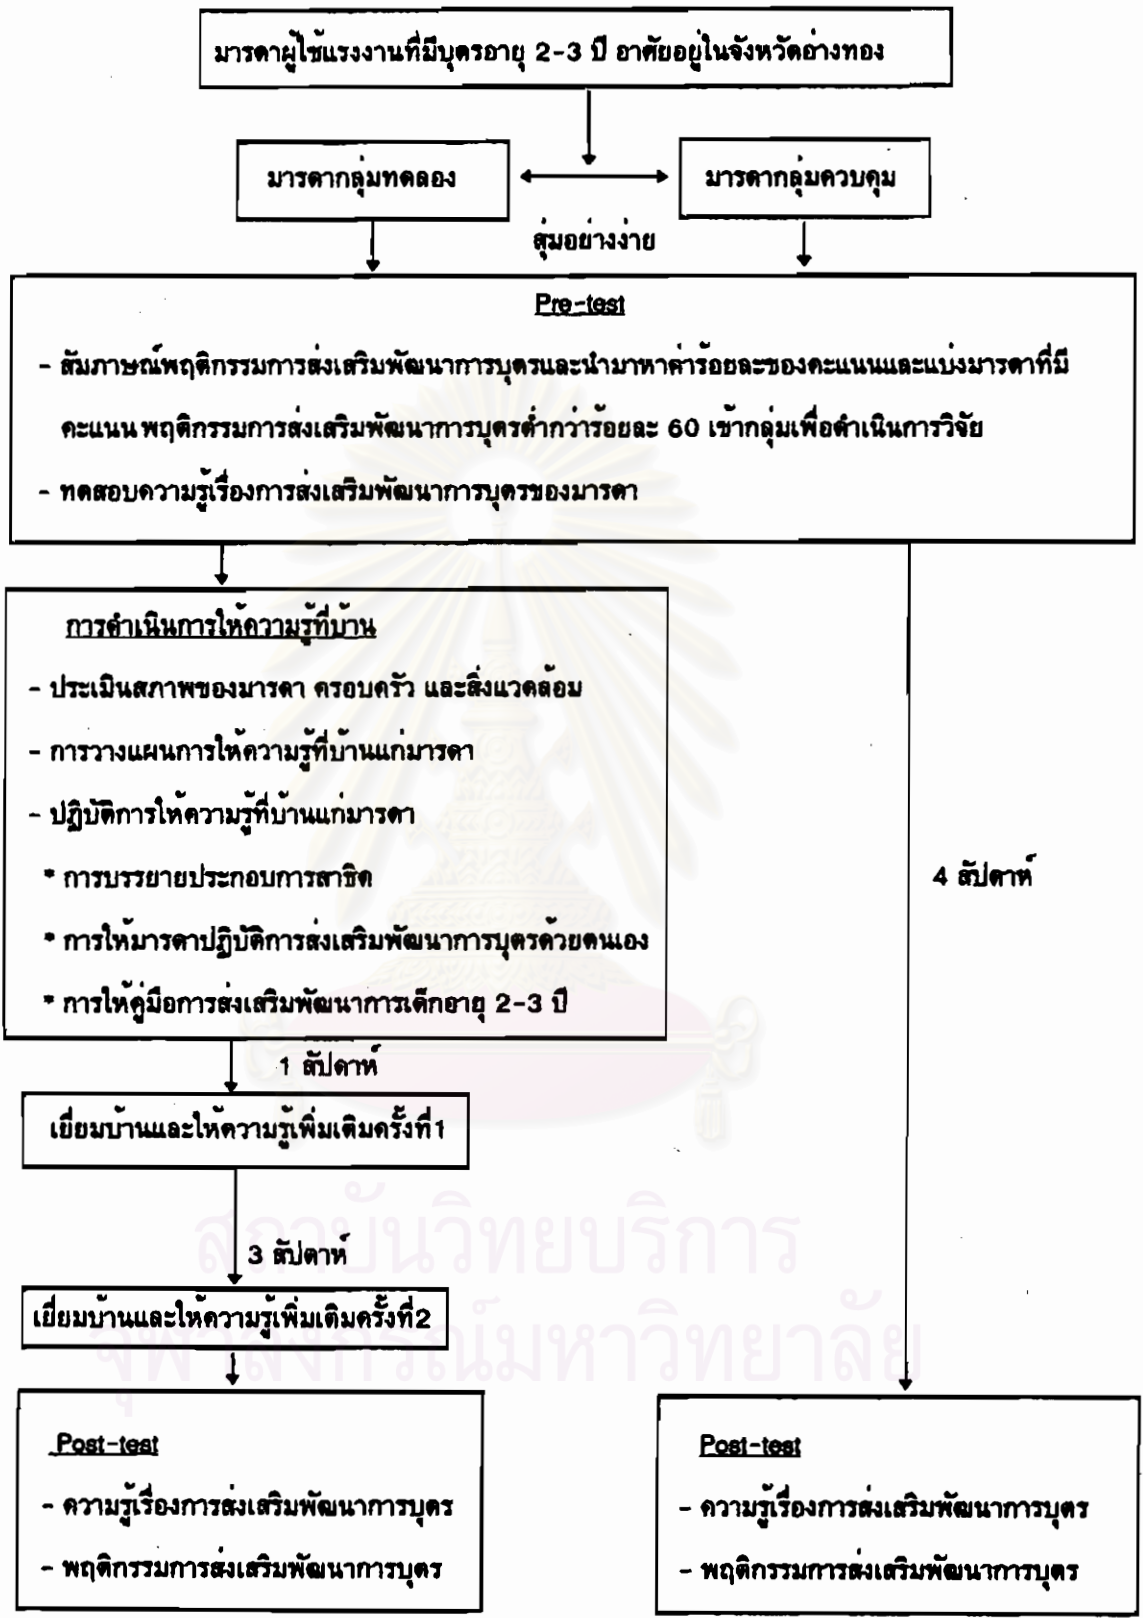 มารดาผู้ใช้แรงงานที่มีบุตรอายุ 2-3 ปี อาศัยอยู่ในจังหวัดอ่างทอง
มารดากลุ่มทดลอง
มารดากลุ่มควบคุม
สุ่มอย่างง่าย
Pre-test
- สัมภาษณ์พฤติกรรมการส่งเสริมพัฒนาการบุตรและนำมาหาค่าร้อยละของคะแนนและแบ่งมารดาที่มี
คะแนน พฤติกรรมการส่งเสริมพัฒนาการบุตรต่ำกว่าร้อยละ 60 เข้ากลุ่มเพื่อดำเนินการวิจัย
- ทดสอบความรู้เรื่องการส่งเสริมพัฒนาการบุตรของมารดา
การดำเนินการให้ความรู้ที่บ้าน
- ประเมินสภาพของมารดา ครอบครัว และสิ่งแวดล้อม
- การวางแผนการให้ความรู้ที่บ้านแก่มารดา
- ปฏิบัติการให้ความรู้ที่บ้านแก่มารดา
* การบรรยายประกอบการสาธิต
* การให้มารดาปฏิบัติการส่งเสริมพัฒนาการบุตรด้วยตนเอง
* การให้คู่มือการส่งเสริมพัฒนาการเด็กอายุ 2-3 ปี
4 สัปดาห์
1 สัปดาห์
เยี่ยมบ้านและให้ความรู้เพิ่มเติมครั้งที่1
3 สัปดาห์
เยี่ยมบ้านและให้ความรู้เพิ่มเติมครั้งที่2
Post-test
- ความรู้เรื่องการส่งเสริมพัฒนาการบุตร
- พฤติกรรมการส่งเสริมพัฒนาการบุตร
Post-test
- ความรู้เรื่องการส่งเสริมพัฒนาการบุตร
- พฤติกรรมการส่งเสริมพัฒนาการบุตร
สถาบันวิทยบริการ
จุฬาลงกรณ์มหาวิทยาลัย